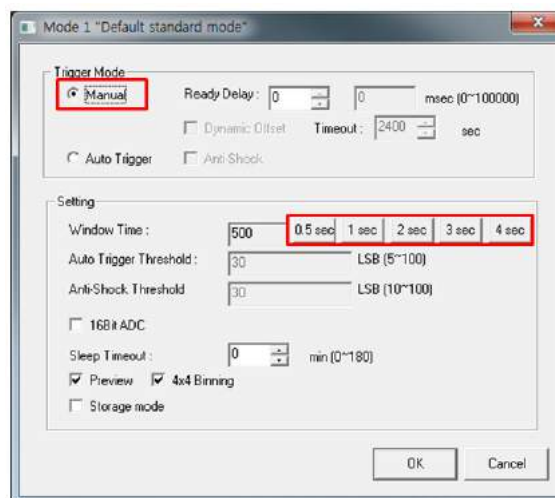 Mode 1 "Default standard mode"
Trigger Mode
Manual Ready Delay : 0 0 msec (0~100000)
Dynamic Offset Timeout : 2400 sec
Auto Trigger Anti-Shock
Setting
Window Time : 500 0.5 sec 1 sec 2 sec 3 sec 4 sec
Auto Trigger Threshold : 30 LSB (5~100)
Anti-Shock Threshold 30 LSB (10~100)
16Bit ADC
Sleep Timeout : 0 min (0~180)
Preview 4x4 Binning
Storage mode
OK Cancel